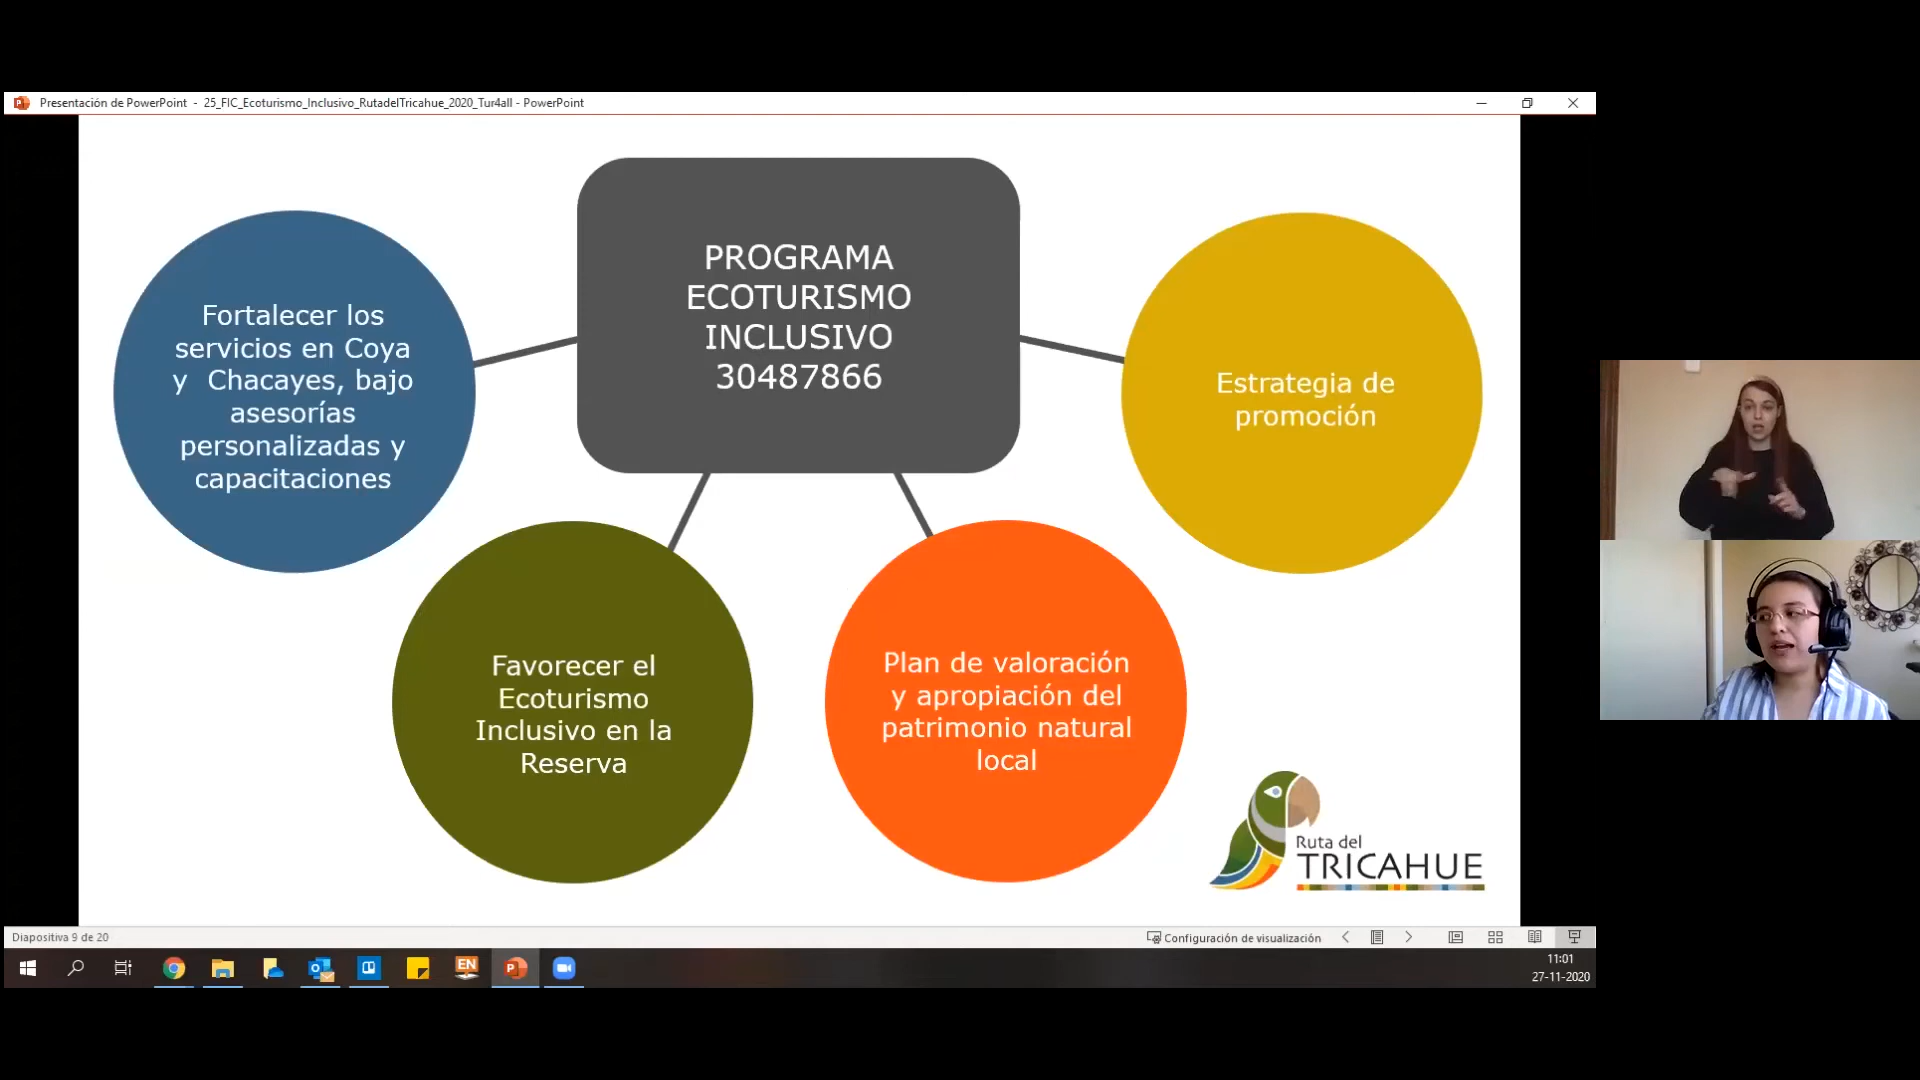 Presentación de PowerPoint - 25_FIC_Ecoturismo_Inclusivo_RutadelTricahue_2020_Tur4all - PowerPoint
PROGRAMA
ECOTURISMO
INCLUSIVO
30487866
Fortalecer los
servicios en Coya
y Chacayes, bajo
asesorías
personalizadas y
capacitaciones
Estrategia de
promoción
Favorecer el
Ecoturismo
Inclusivo en la
Reserva
Plan de valoración
y apropiación del
patrimonio natural
local
Ruta del
TRICAHUE
Diapositiva 9 de 20
Configuración de visualización
EN
11:01
27-11-2020